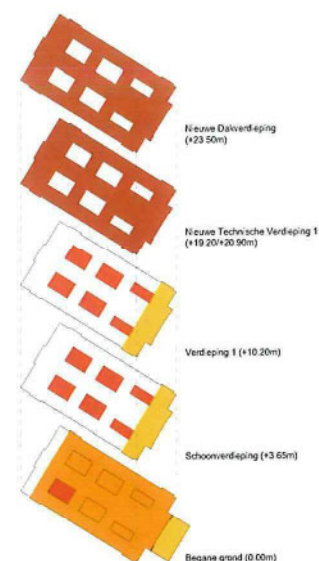 Nieuwe Dakverdieping
(+23.50m)
Nieuwe Technische Verdieping 1
(+19.20/+20.90m)
Verdieping 1 (+10.20m)
Schoonverdieping (+3.65m)
Begane grond (0.00m)